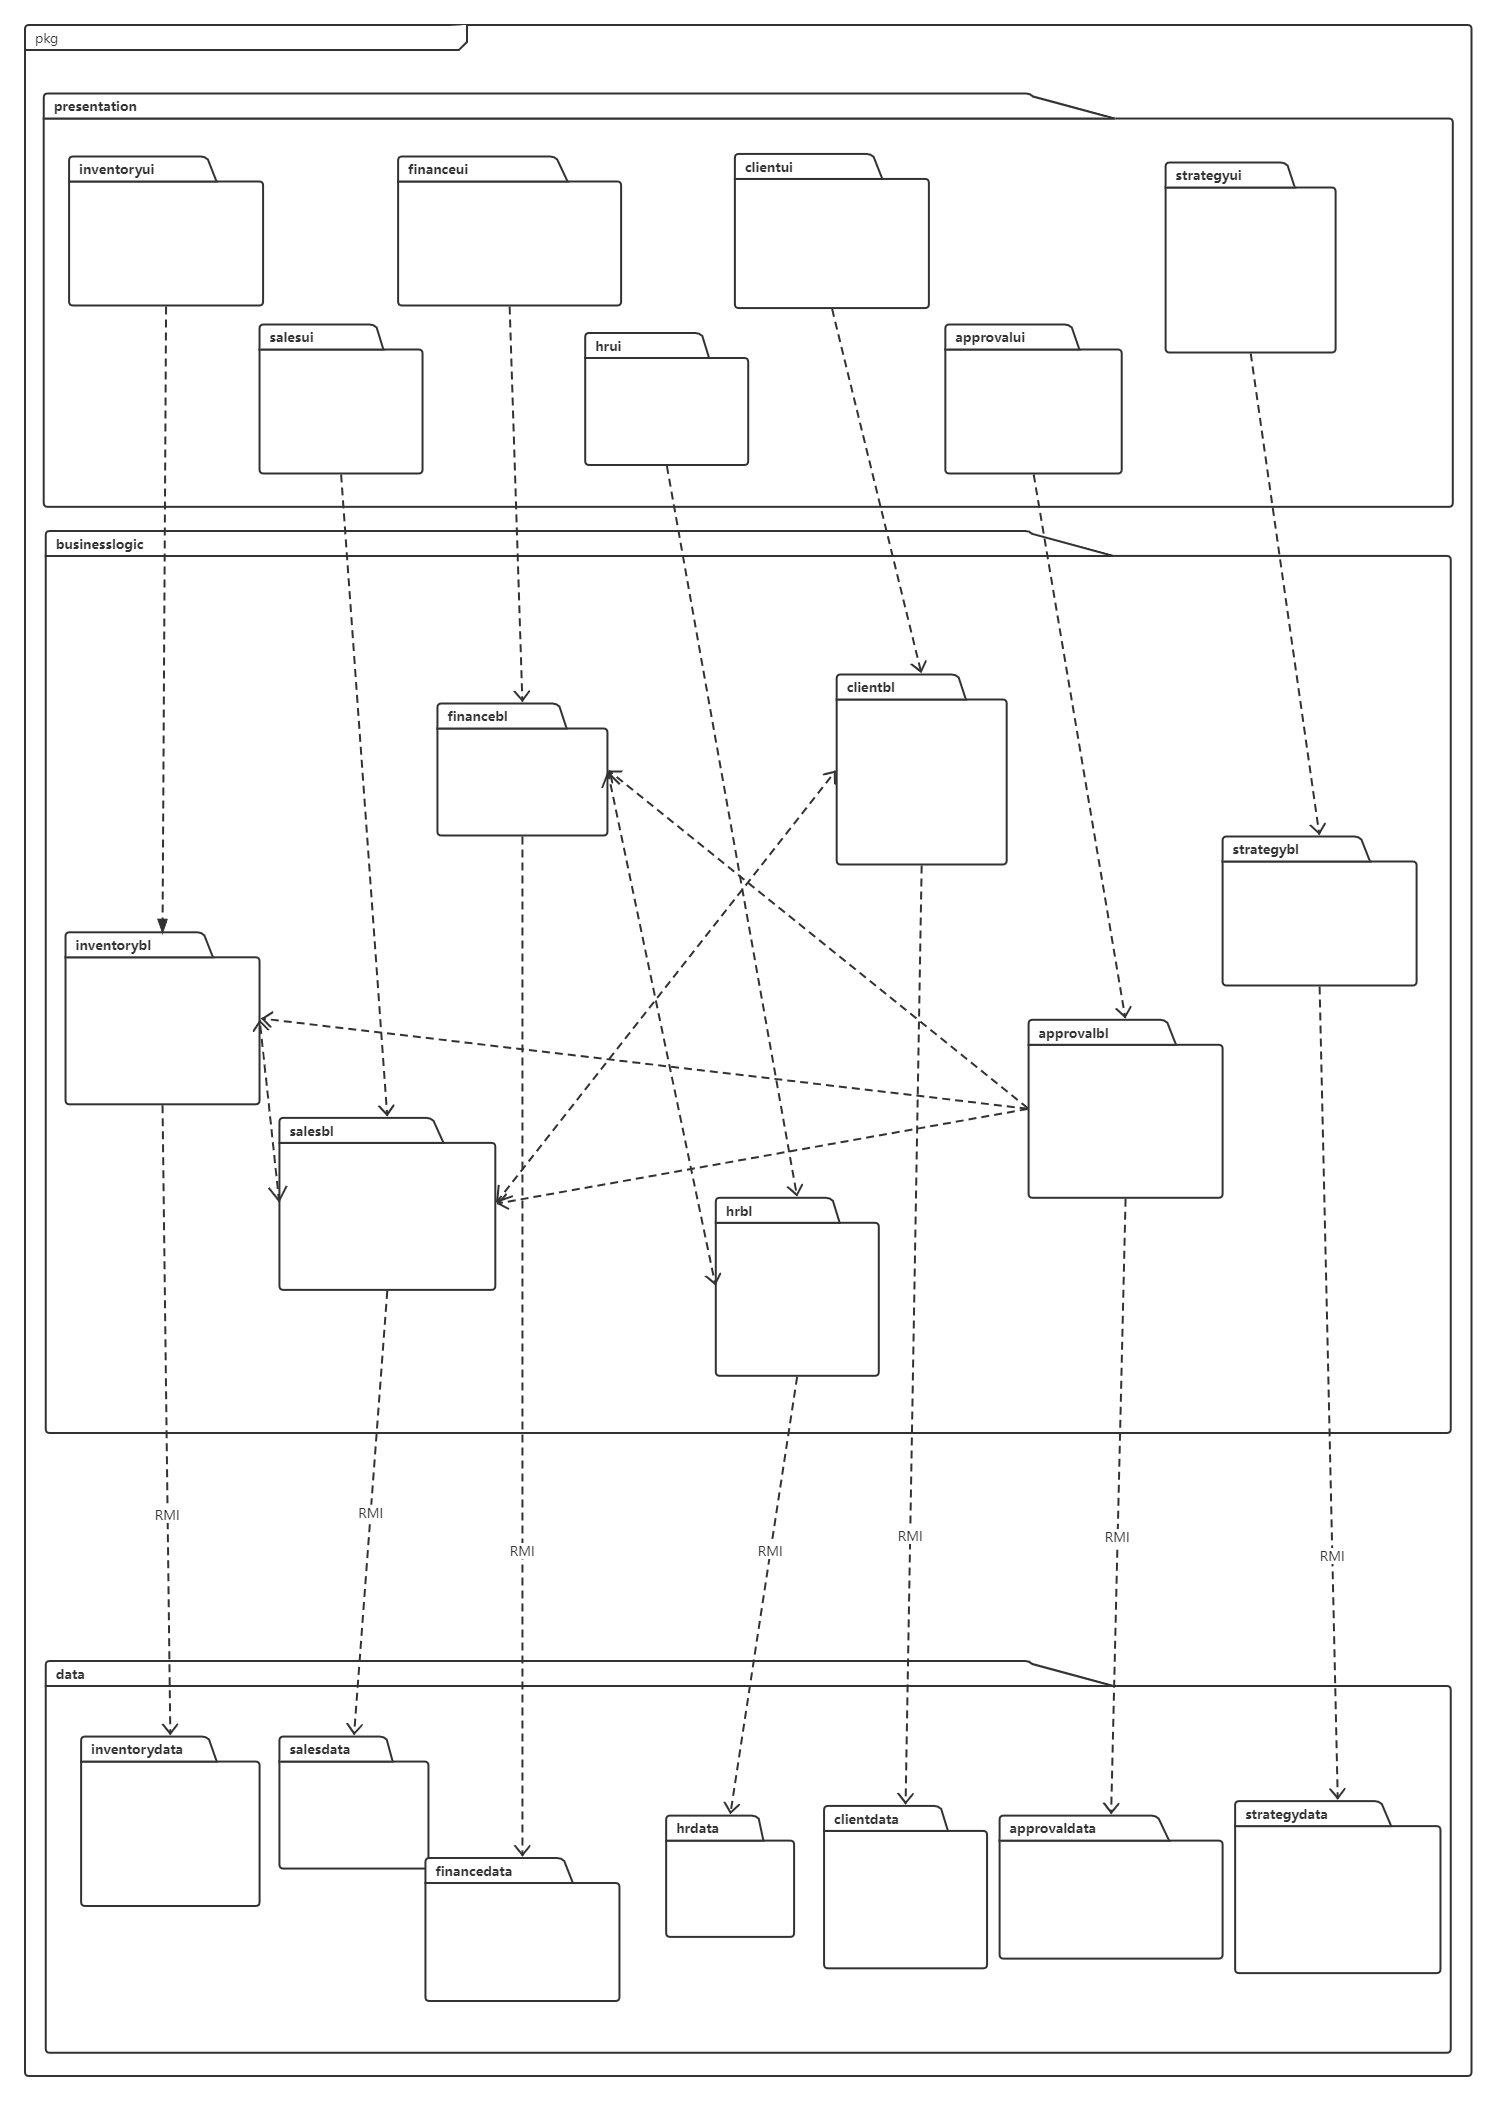 pkg
presentation
inventoryui
financeui
clientui
strategyui
salesui
hrui
approvalui
businesslogic
clientbl
financebl
strategybl
inventorybl
approvalbl
salesbl
hrbl
RMI
RMI
RMI
RMI
RMI
RMI
RMI
data
inventorydata
salesdata
strategydata
clientdata
hrdata
approvaldata
financedata